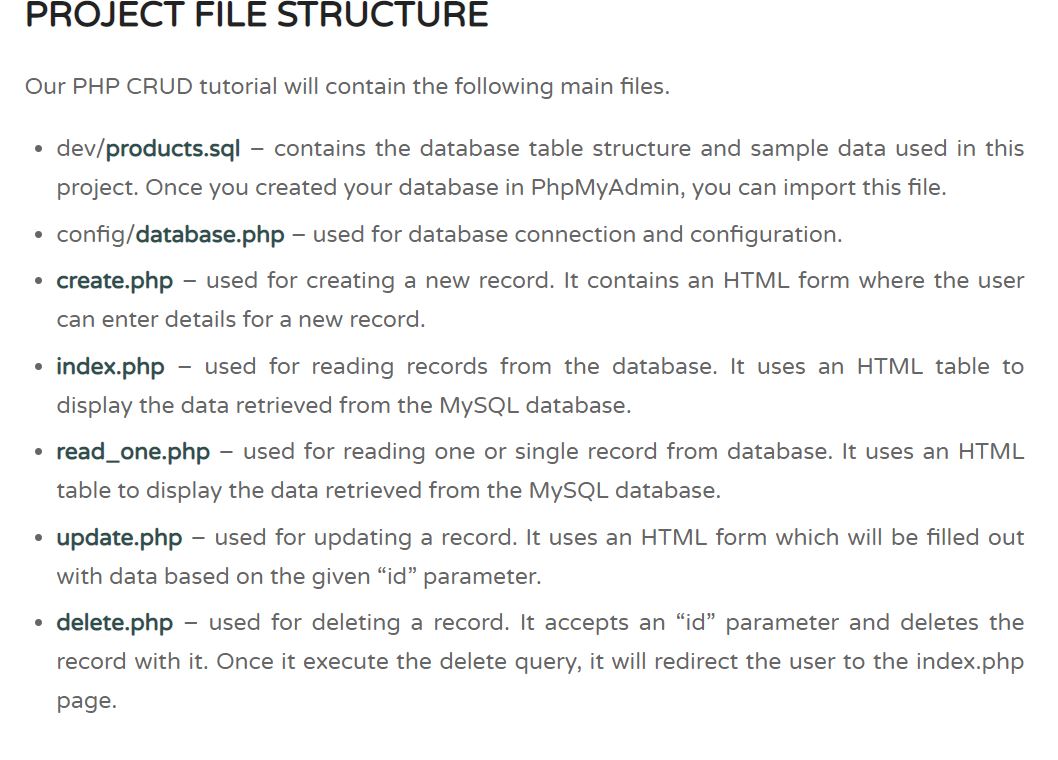 PROJECT FILE STRUCTURE
Our PHP CRUD tutorial will contain the following main files.
• dev/products.sql – contains the database table structure and sample data used in this
project. Once you created your database in PhpMyAdmin, you can import this file.
• config/database.php – used for database connection and configuration.
• create.php – used for creating a new record. It contains an HTML form where the user
can enter details for a new record.
• index.php – used for reading records from the database. It uses an HTML table to
display the data retrieved from the MySQL database.
• read_one.php – used for reading one or single record from database. It uses an HTML
table to display the data retrieved from the MySQL database.
• update.php – used for updating a record. It uses an HTML form which will be filled out
with data based on the given “id” parameter.
• delete.php – used for deleting a record. It accepts an “id” parameter and deletes the
record with it. Once it execute the delete query, it will redirect the user to the index.php
page.